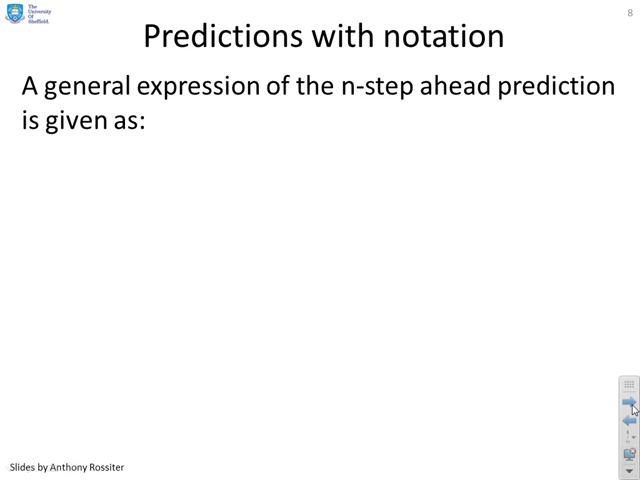 The
University
Of
Sheffield.
8
Predictions with notation
A general expression of the n-step ahead prediction
is given as:
Slides by Anthony Rossiter